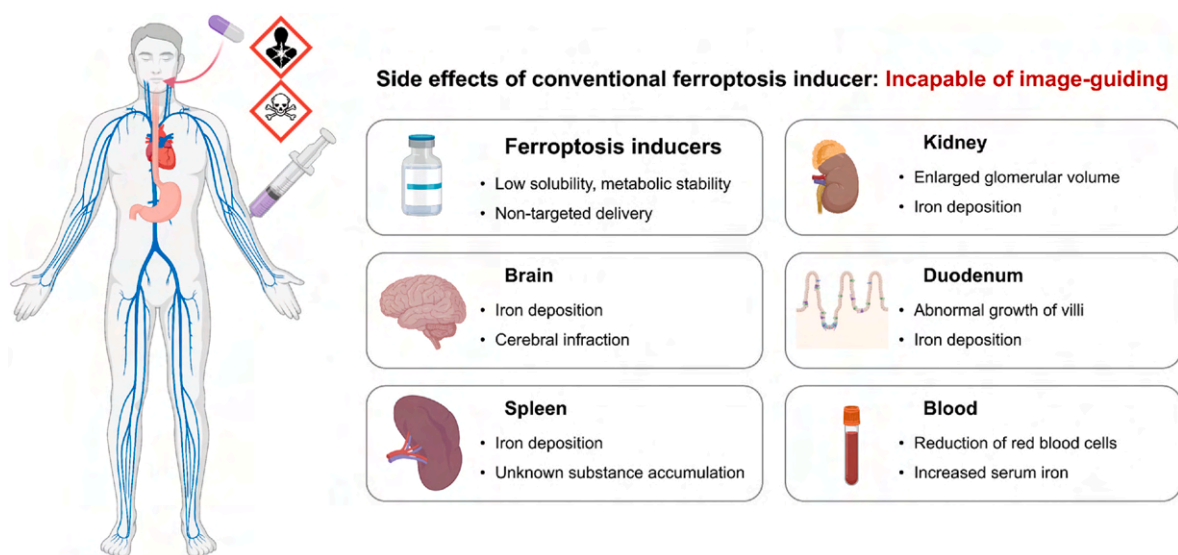 Side effects of conventional ferroptosis inducer: Incapable of image-guiding
Ferroptosis inducers
• Low solubility, metabolic stability
• Non-targeted delivery
Kidney
• Enlarged glomerular volume
• Iron deposition
Brain
• Iron deposition
• Cerebral infraction
Duodenum
• Abnormal growth of villi
• Iron deposition
Spleen
• Iron deposition
• Unknown substance accumulation
Blood
• Reduction of red blood cells
• Increased serum iron